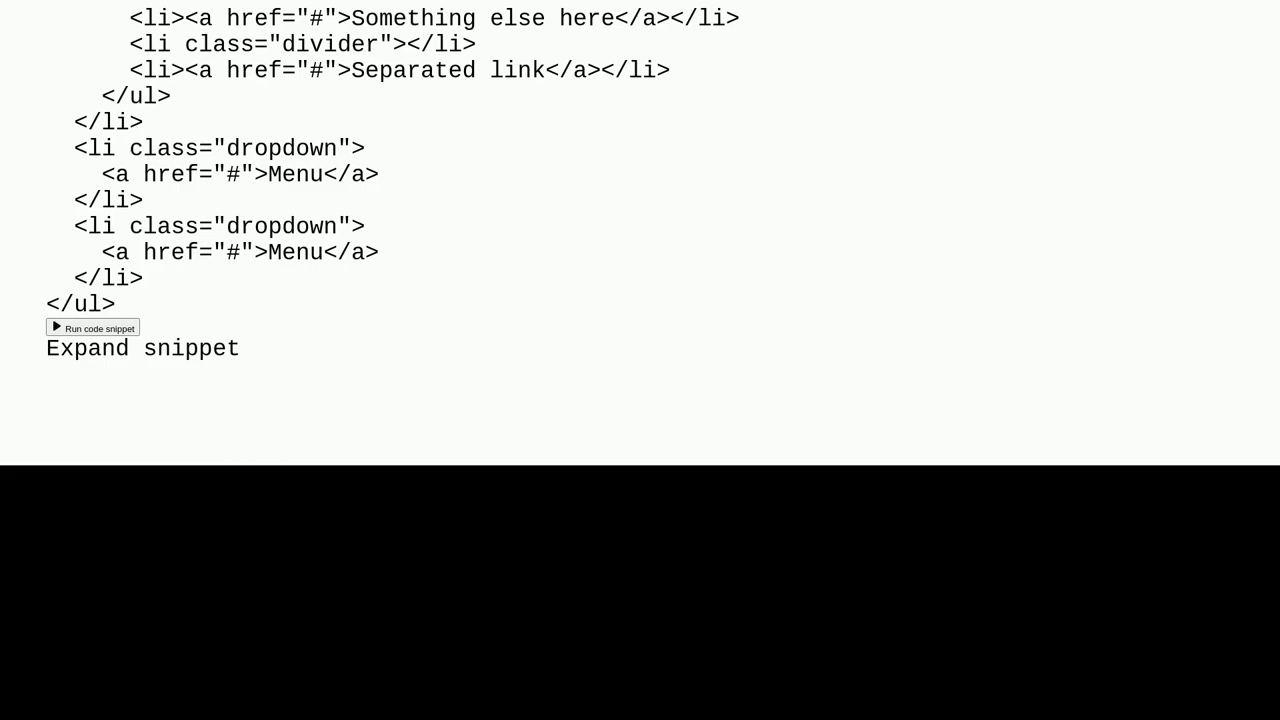 <li><a href="#">Something else here</a></li>
<li class="divider"></li>
<li><a href="#">Separated link</a></li>
</ul>
</li>
<li class="dropdown">
<a href="#">Menu</a>
</li>
<li class="dropdown">
<a href="#">Menu</a>
</li>
</ul>
Run code snippet
Expand snippet